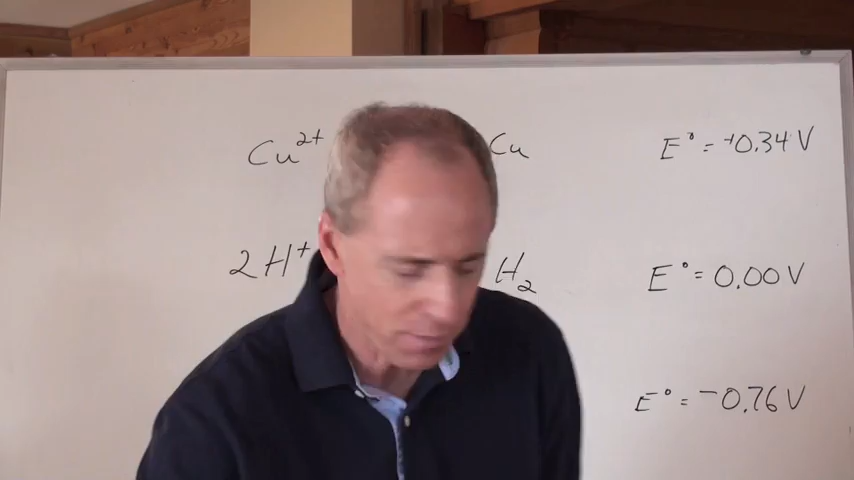 Cu²⁺ Cu E° = +0.34 V
2H⁺ H₂ E° = 0.00 V
E° = -0.76 V